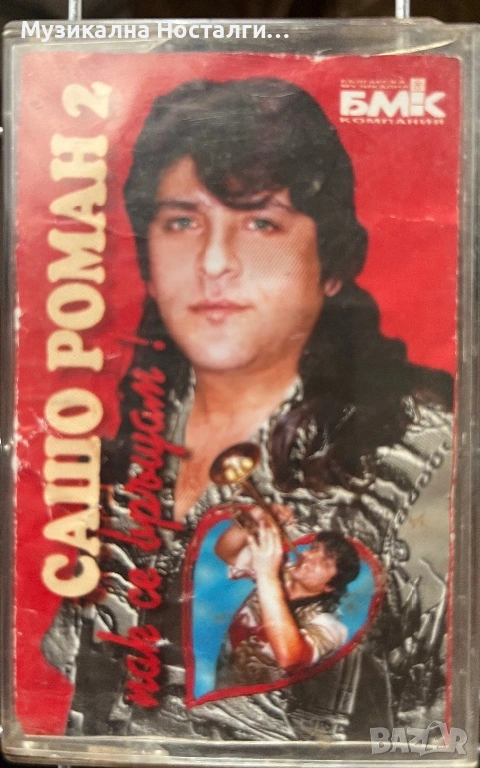 Музикална Носталги...
БЪЛГАРСКА
МУЗИКАЛНА
БМК
КОМПАНИЯ
САШО РОМАН 2
пак се връщам!
BAZAR